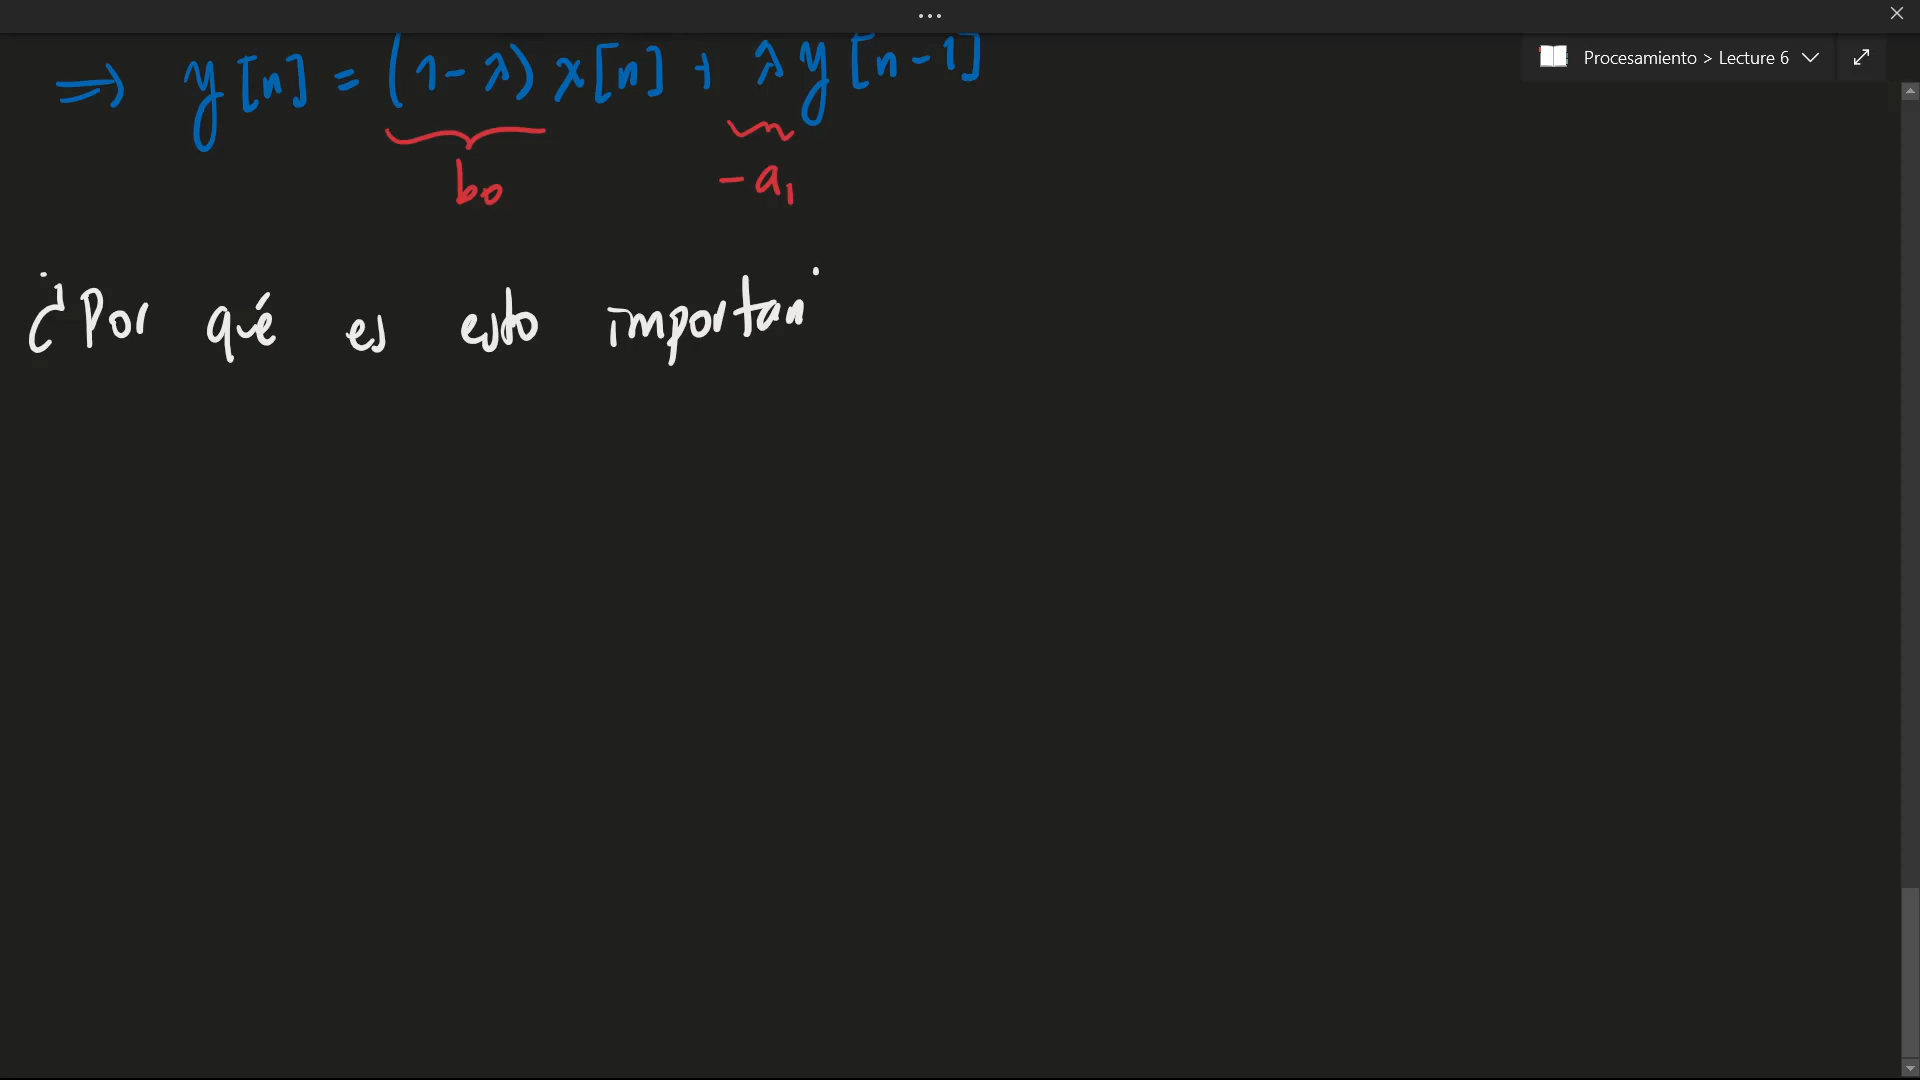 Procesamiento > Lecture 6
⇒ y[n] = (1-λ) x[n] + λ y[n-1]
b₀ -a₁
¿Por qué es esto importan